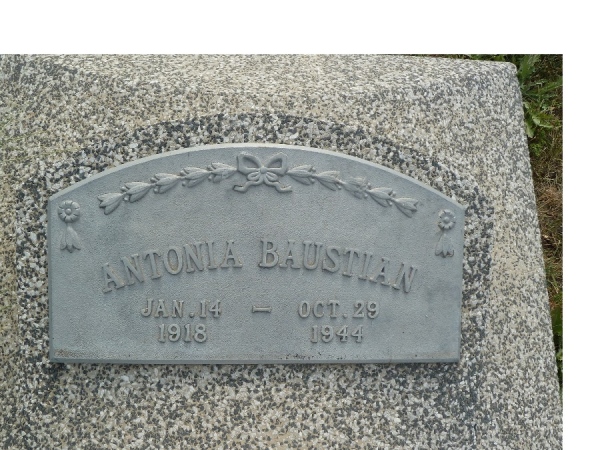 ANTONIA BAUSTIAN
JAN. 14 — OCT. 29
1918 1944